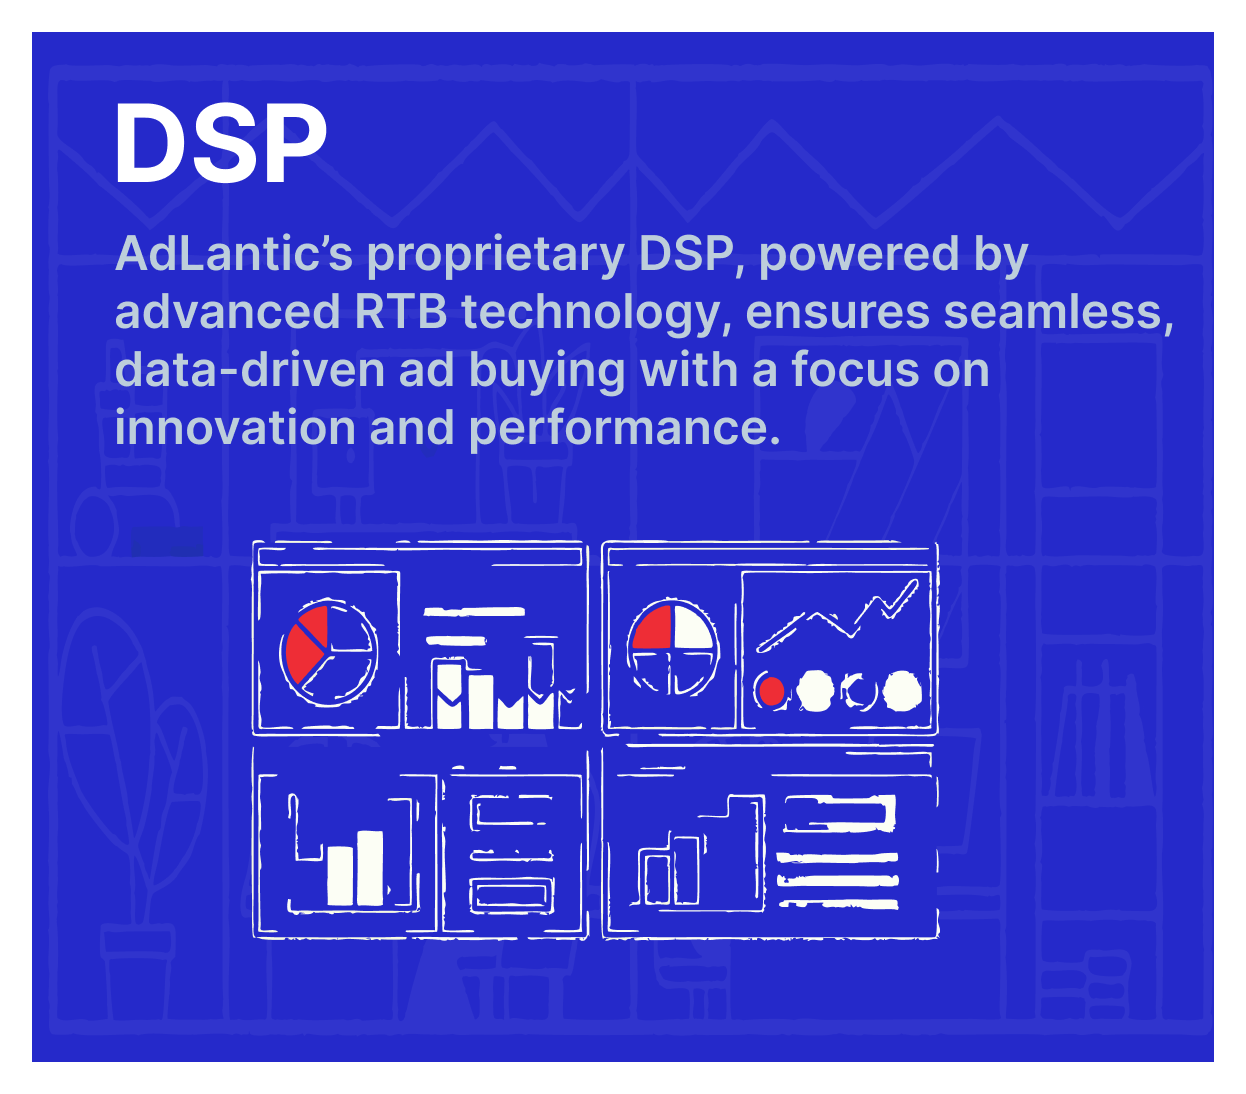 DSP
AdLantic’s proprietary DSP, powered by
advanced RTB technology, ensures seamless,
data-driven ad buying with a focus on
innovation and performance.